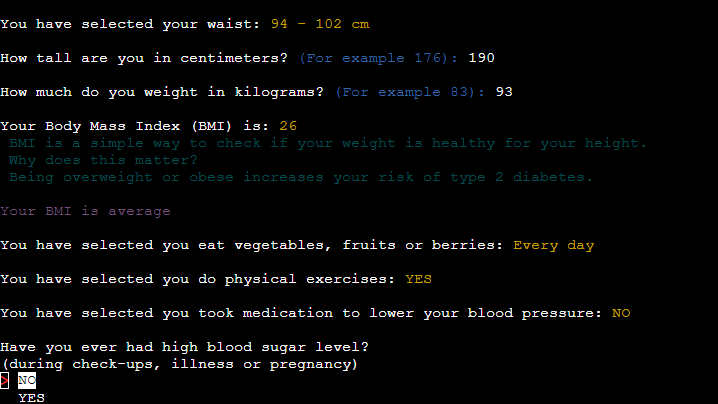 You have selected your waist: 94 - 102 cm
How tall are you in centimeters? (For example 176): 190
How much do you weight in kilograms? (For example 83): 93
Your Body Mass Index (BMI) is: 26
BMI is a simple way to check if your weight is healthy for your height.
Why does this matter?
Being overweight or obese increases your risk of type 2 diabetes.
Your BMI is average
You have selected you eat vegetables, fruits or berries: Every day
You have selected you do physical exercises: YES
You have selected you took medication to lower your blood pressure: NO
Have you ever had high blood sugar level?
(during check-ups, illness or pregnancy)
> NO
YES